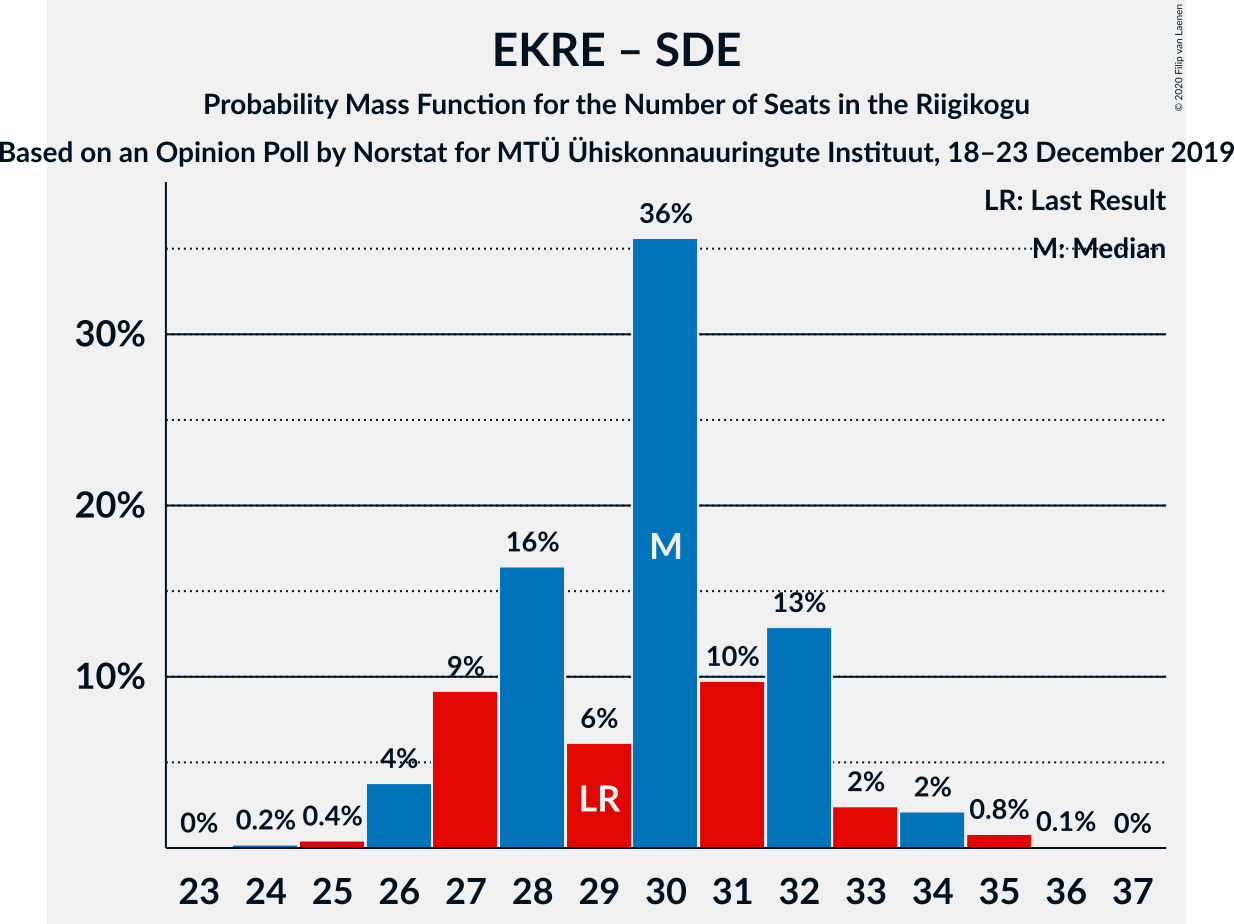 EKRE – SDE
Probability Mass Function for the Number of Seats in the Riigikogu
Based on an Opinion Poll by Norstat for MTÜ Ühiskonnauuringute Instituut, 18–23 December 2019
© 2020 Filip van Laenen
LR: Last Result
M: Median
36%
30%
20%
16%
M
13%
10%
10%
9%
6%
4%
LR
2%
2%
0%
0.2%
0.4%
0.8%
0.1%
0%
23 24 25 26 27 28 29 30 31 32 33 34 35 36 37